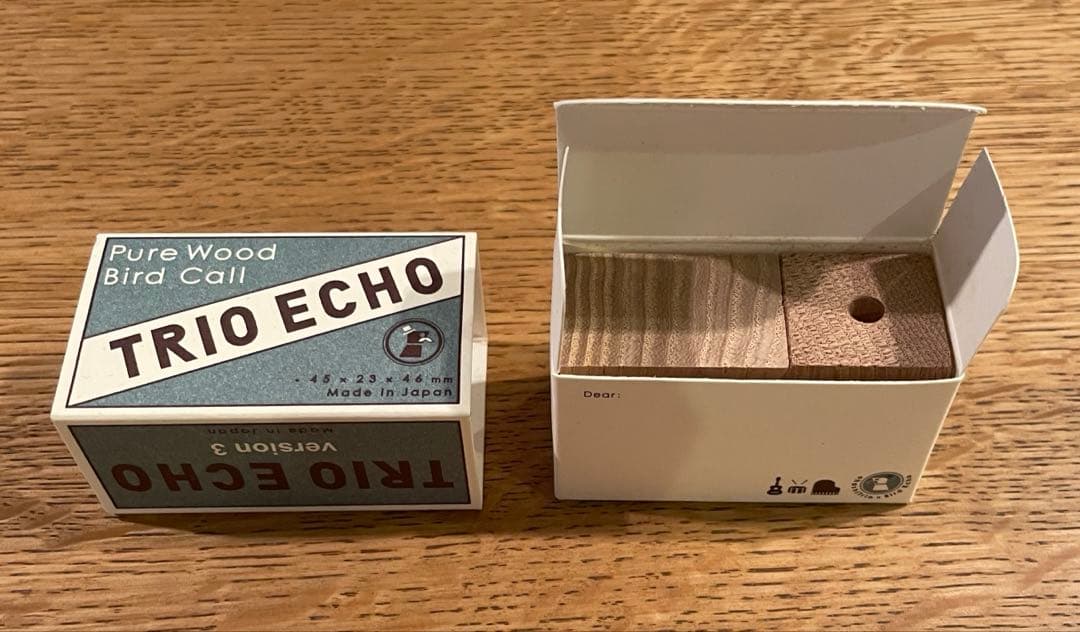 Pure Wood
Bird Call
TRIO ECHO
45 × 23 × 46 mm
Made in Japan
TRIO ECHO
version 3
Made in Japan
Dear: